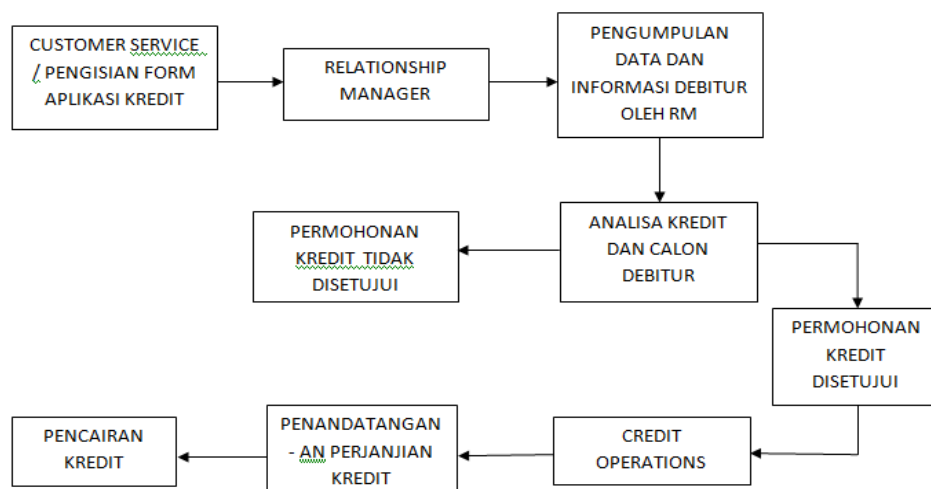 CUSTOMER SERVICE
/ PENGISIAN FORM
APLIKASI KREDIT
RELATIONSHIP
MANAGER
PENGUMPULAN
DATA DAN
INFORMASI DEBITUR
OLEH RM
ANALISA KREDIT
DAN CALON
DEBITUR
PERMOHONAN
KREDIT TIDAK
DISETUJUI
PERMOHONAN
KREDIT
DISETUJUI
CREDIT
OPERATIONS
PENANDATANGAN
- AN PERJANJIAN
KREDIT
PENCAIRAN
KREDIT